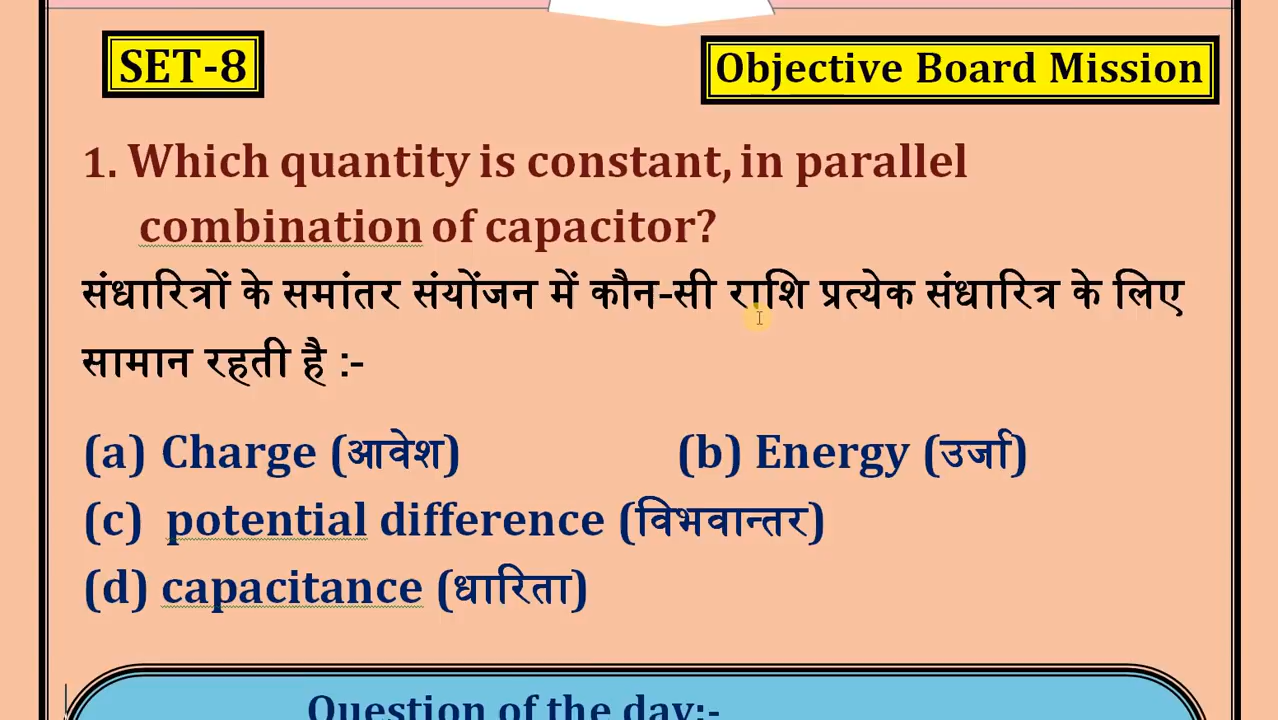 SET-8
Objective Board Mission
1. Which quantity is constant, in parallel
combination of capacitor?
संधारित्रों के समांतर संयोंजन में कौन-सी राशि प्रत्येक संधारित्र के लिए
सामान रहती है :-
(a) Charge (आवेश) (b) Energy (उर्जा)
(c) potential difference (विभवान्तर)
(d) capacitance (धारिता)
Question of the day:-